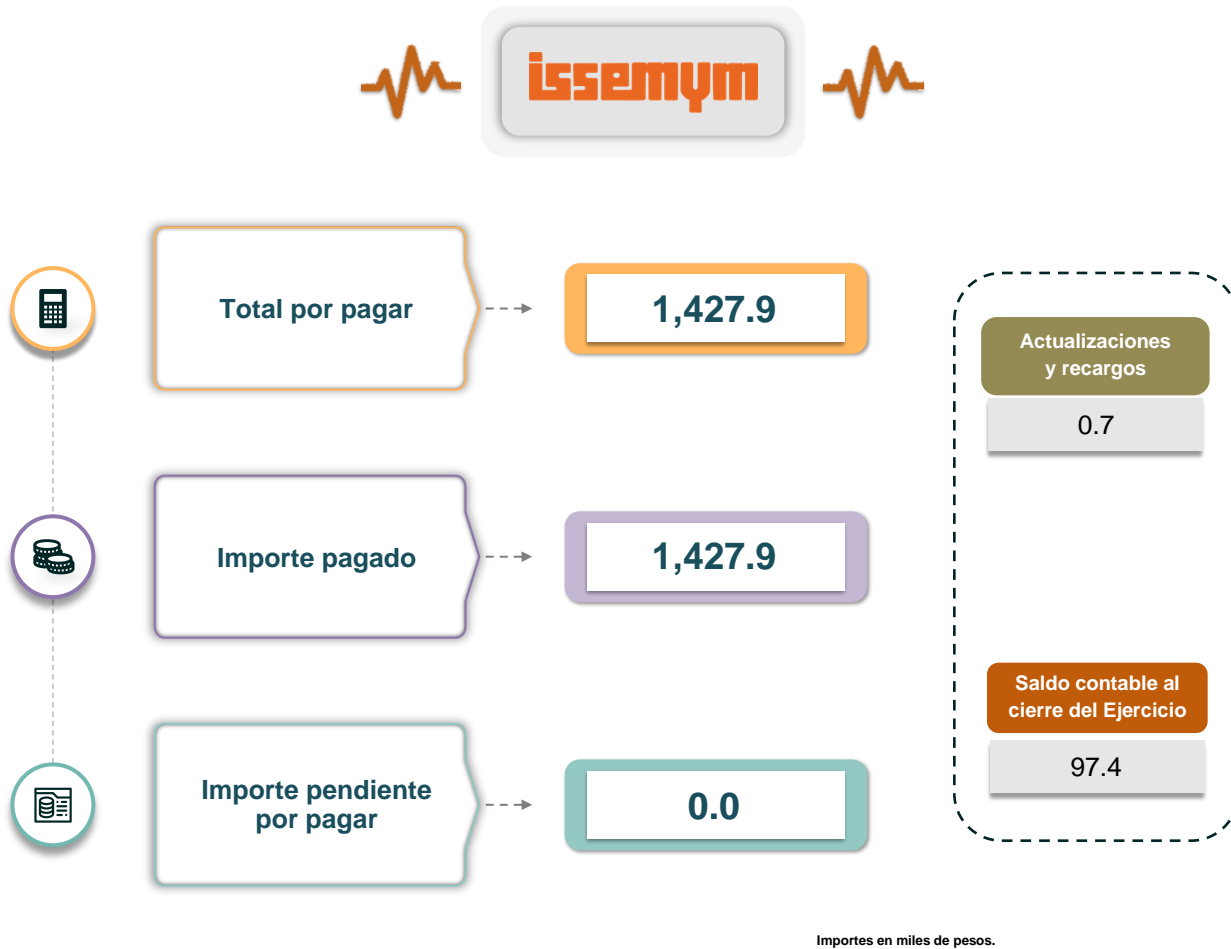 issemym
Total por pagar
1,427.9
Actualizaciones
y recargos
0.7
Importe pagado
1,427.9
Saldo contable al
cierre del Ejercicio
97.4
Importe pendiente
por pagar
0.0
Importes en miles de pesos.